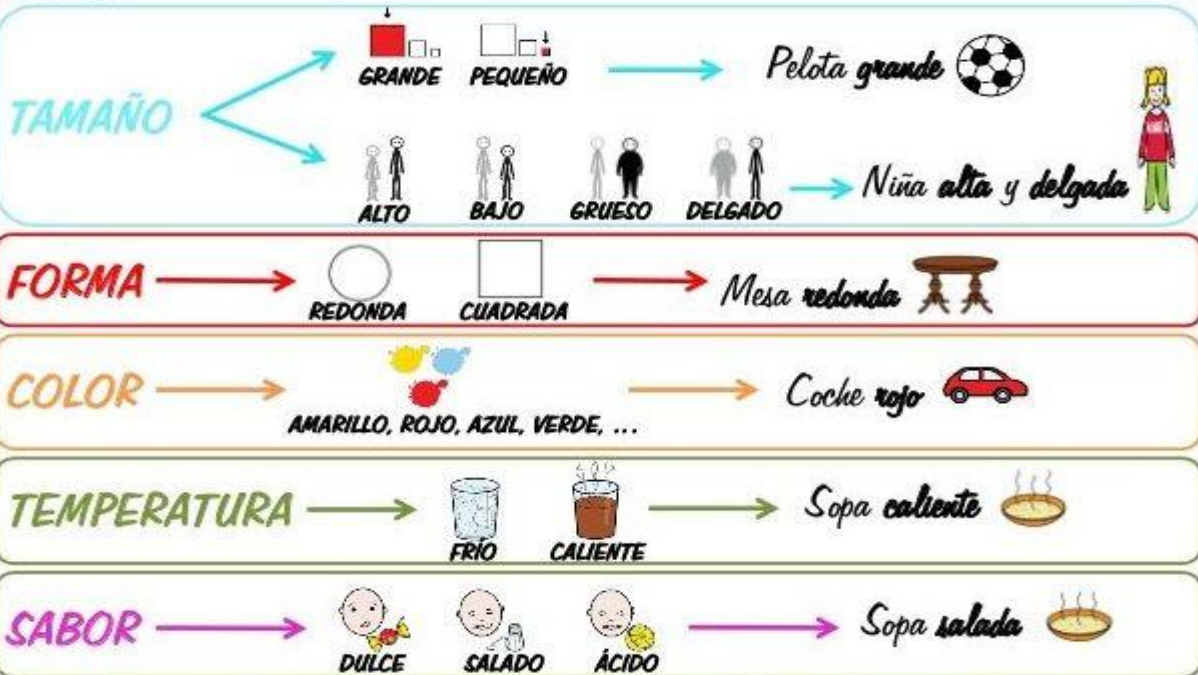 TAMAÑO
GRANDE PEQUEÑO
Pelota grande
ALTO BAJO GRUESO DELGADO
Niña alta y delgada
FORMA
REDONDA CUADRADA
Mesa redonda
COLOR
AMARILLO, ROJO, AZUL, VERDE, ...
Coche rojo
TEMPERATURA
FRÍO CALIENTE
Sopa caliente
SABOR
DULCE SALADO ÁCIDO
Sopa salada